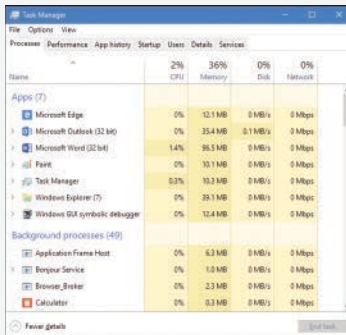 Task Manager
File Options View
Processes Performance App history Startup Users Details Services
2% 36% 0% 0%
Name CPU Memory Disk Network
Apps (7)
Microsoft Edge 0% 12.1 MB 0 MB/s 0 Mbps
Microsoft Outlook (32 bit) 0% 35.4 MB 0.1 MB/s 0 Mbps
Microsoft Word (32 bit) 1.4% 96.5 MB 0 MB/s 0 Mbps
Paint 0% 10.1 MB 0 MB/s 0 Mbps
Task Manager 0.3% 10.3 MB 0 MB/s 0 Mbps
Windows Explorer (7) 0% 39.1 MB 0 MB/s 0 Mbps
Windows GUI symbolic debugger 0% 12.4 MB 0 MB/s 0 Mbps
Background processes (49)
Application Frame Host 0% 6.3 MB 0 MB/s 0 Mbps
Bonjour Service 0% 1.0 MB 0 MB/s 0 Mbps
Browser_Broker 0% 2.3 MB 0 MB/s 0 Mbps
Calculator 0% 0.3 MB 0 MB/s 0 Mbps
Fewer details End task